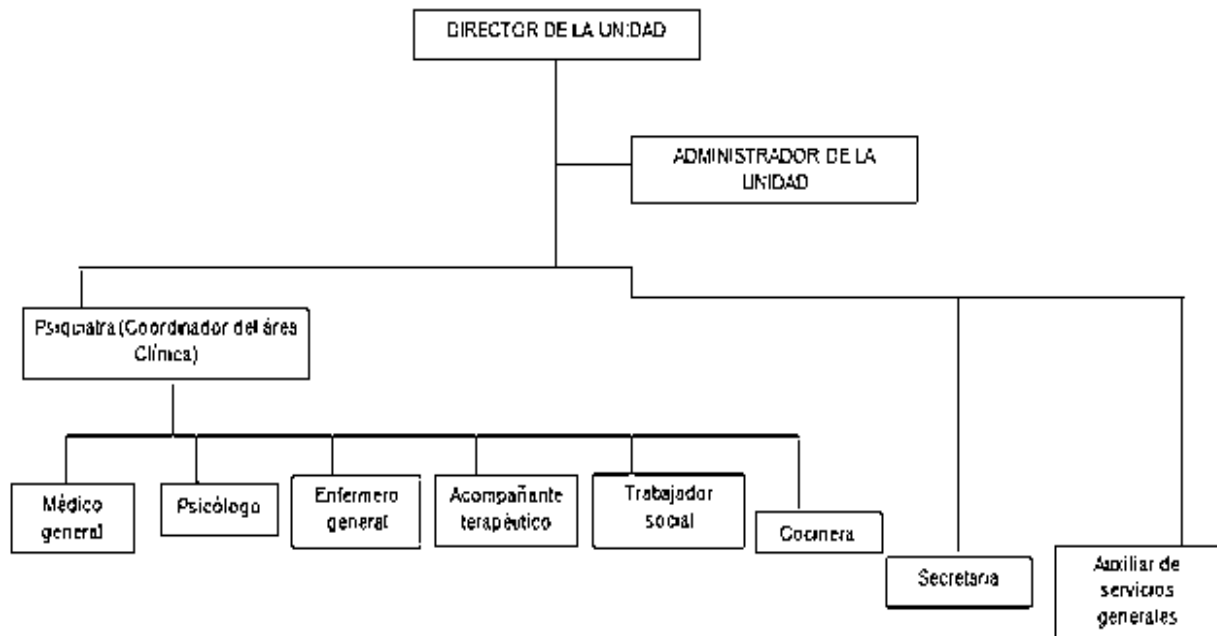 DIRECTOR DE LA UNIDAD
ADMINISTRADOR DE LA
UNIDAD
Psiquiatra (Coordinador del área
Clínica)
Médico
general
Psicólogo
Enfermero
general
Acompañante
terapéutico
Trabajador
social
Cocinera
Secretaria
Auxiliar de
servicios
generales